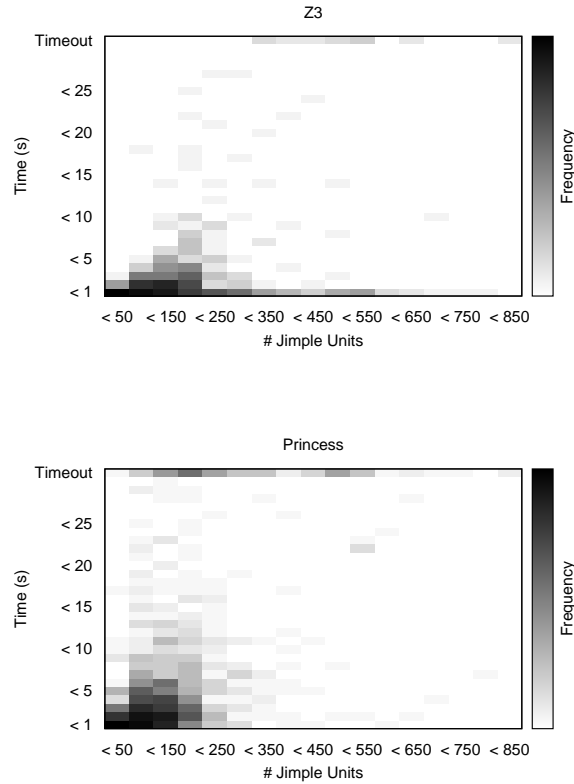 Z3
Timeout
< 25
< 20
< 15
< 10
< 5
< 1
Time (s)
Frequency
< 50 < 150 < 250 < 350 < 450 < 550 < 650 < 750 < 850
# Jimple Units
Princess
Timeout
< 25
< 20
< 15
< 10
< 5
< 1
Time (s)
Frequency
< 50 < 150 < 250 < 350 < 450 < 550 < 650 < 750 < 850
# Jimple Units